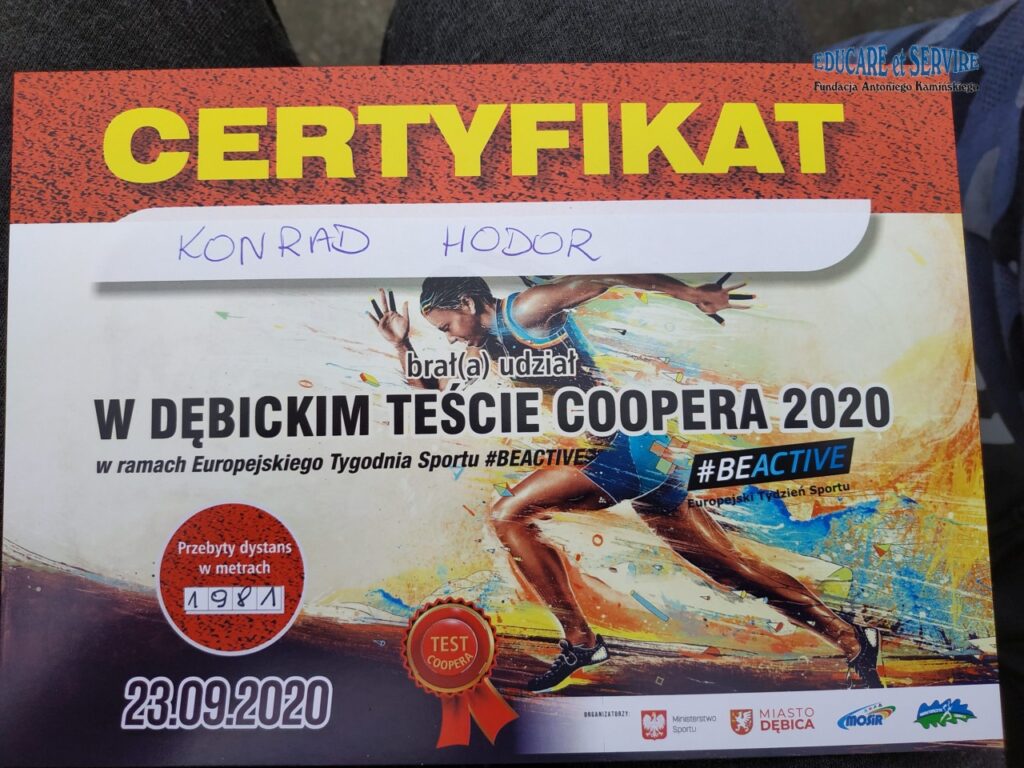 EDUCARE et SERVIRE
Fundacja Antoniego Kamińskiego
CERTYFIKAT
KONRAD HODOR
brał(a) udział
W DĘBICKIM TEŚCIE COOPERA 2020
w ramach Europejskiego Tygodnia Sportu #BEACTIVE
#BEACTIVE
Europejski Tydzień Sportu
Przebyty dystans
w metrach
1981
TEST
COOPERA
23.09.2020
ORGANIZATORZY:
Ministerstwo
Sportu
MIASTO
DĘBICA
MOSiR